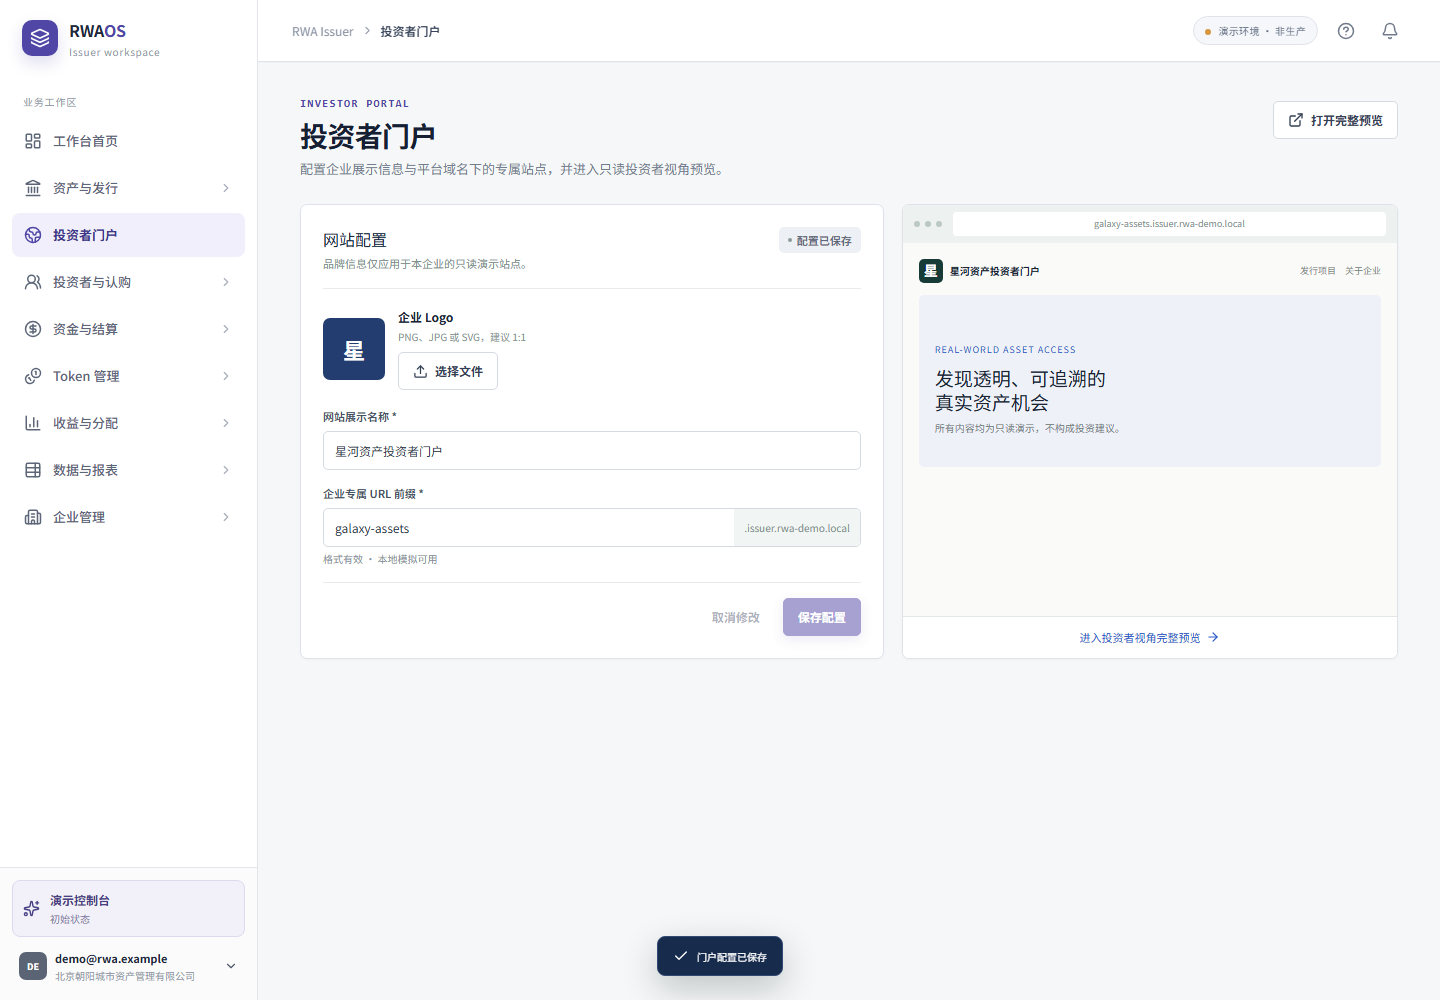 RWAOS
Issuer workspace
业务工作区
工作台首页
资产与发行
投资者门户
投资者与认购
资金与结算
Token 管理
收益与分配
数据与报表
企业管理
演示控制台
初始状态
DE
demo@rwa.example
北京朝阳城市资产管理有限公司
RWA Issuer
投资者门户
演示环境 · 非生产
INVESTOR PORTAL
投资者门户
配置企业展示信息与平台域名下的专属站点，并进入只读投资者视角预览。
打开完整预览
网站配置
配置已保存
品牌信息仅应用于本企业的只读演示站点。
星
企业 Logo
PNG、JPG 或 SVG，建议 1:1
选择文件
网站展示名称 *
星河资产投资者门户
企业专属 URL 前缀 *
galaxy-assets
.issuer.rwa-demo.local
格式有效 · 本地模拟可用
取消修改
保存配置
galaxy-assets.issuer.rwa-demo.local
星
星河资产投资者门户
发行项目
关于企业
REAL-WORLD ASSET ACCESS
发现透明、可追溯的
真实资产机会
所有内容均为只读演示，不构成投资建议。
进入投资者视角完整预览
门户配置已保存